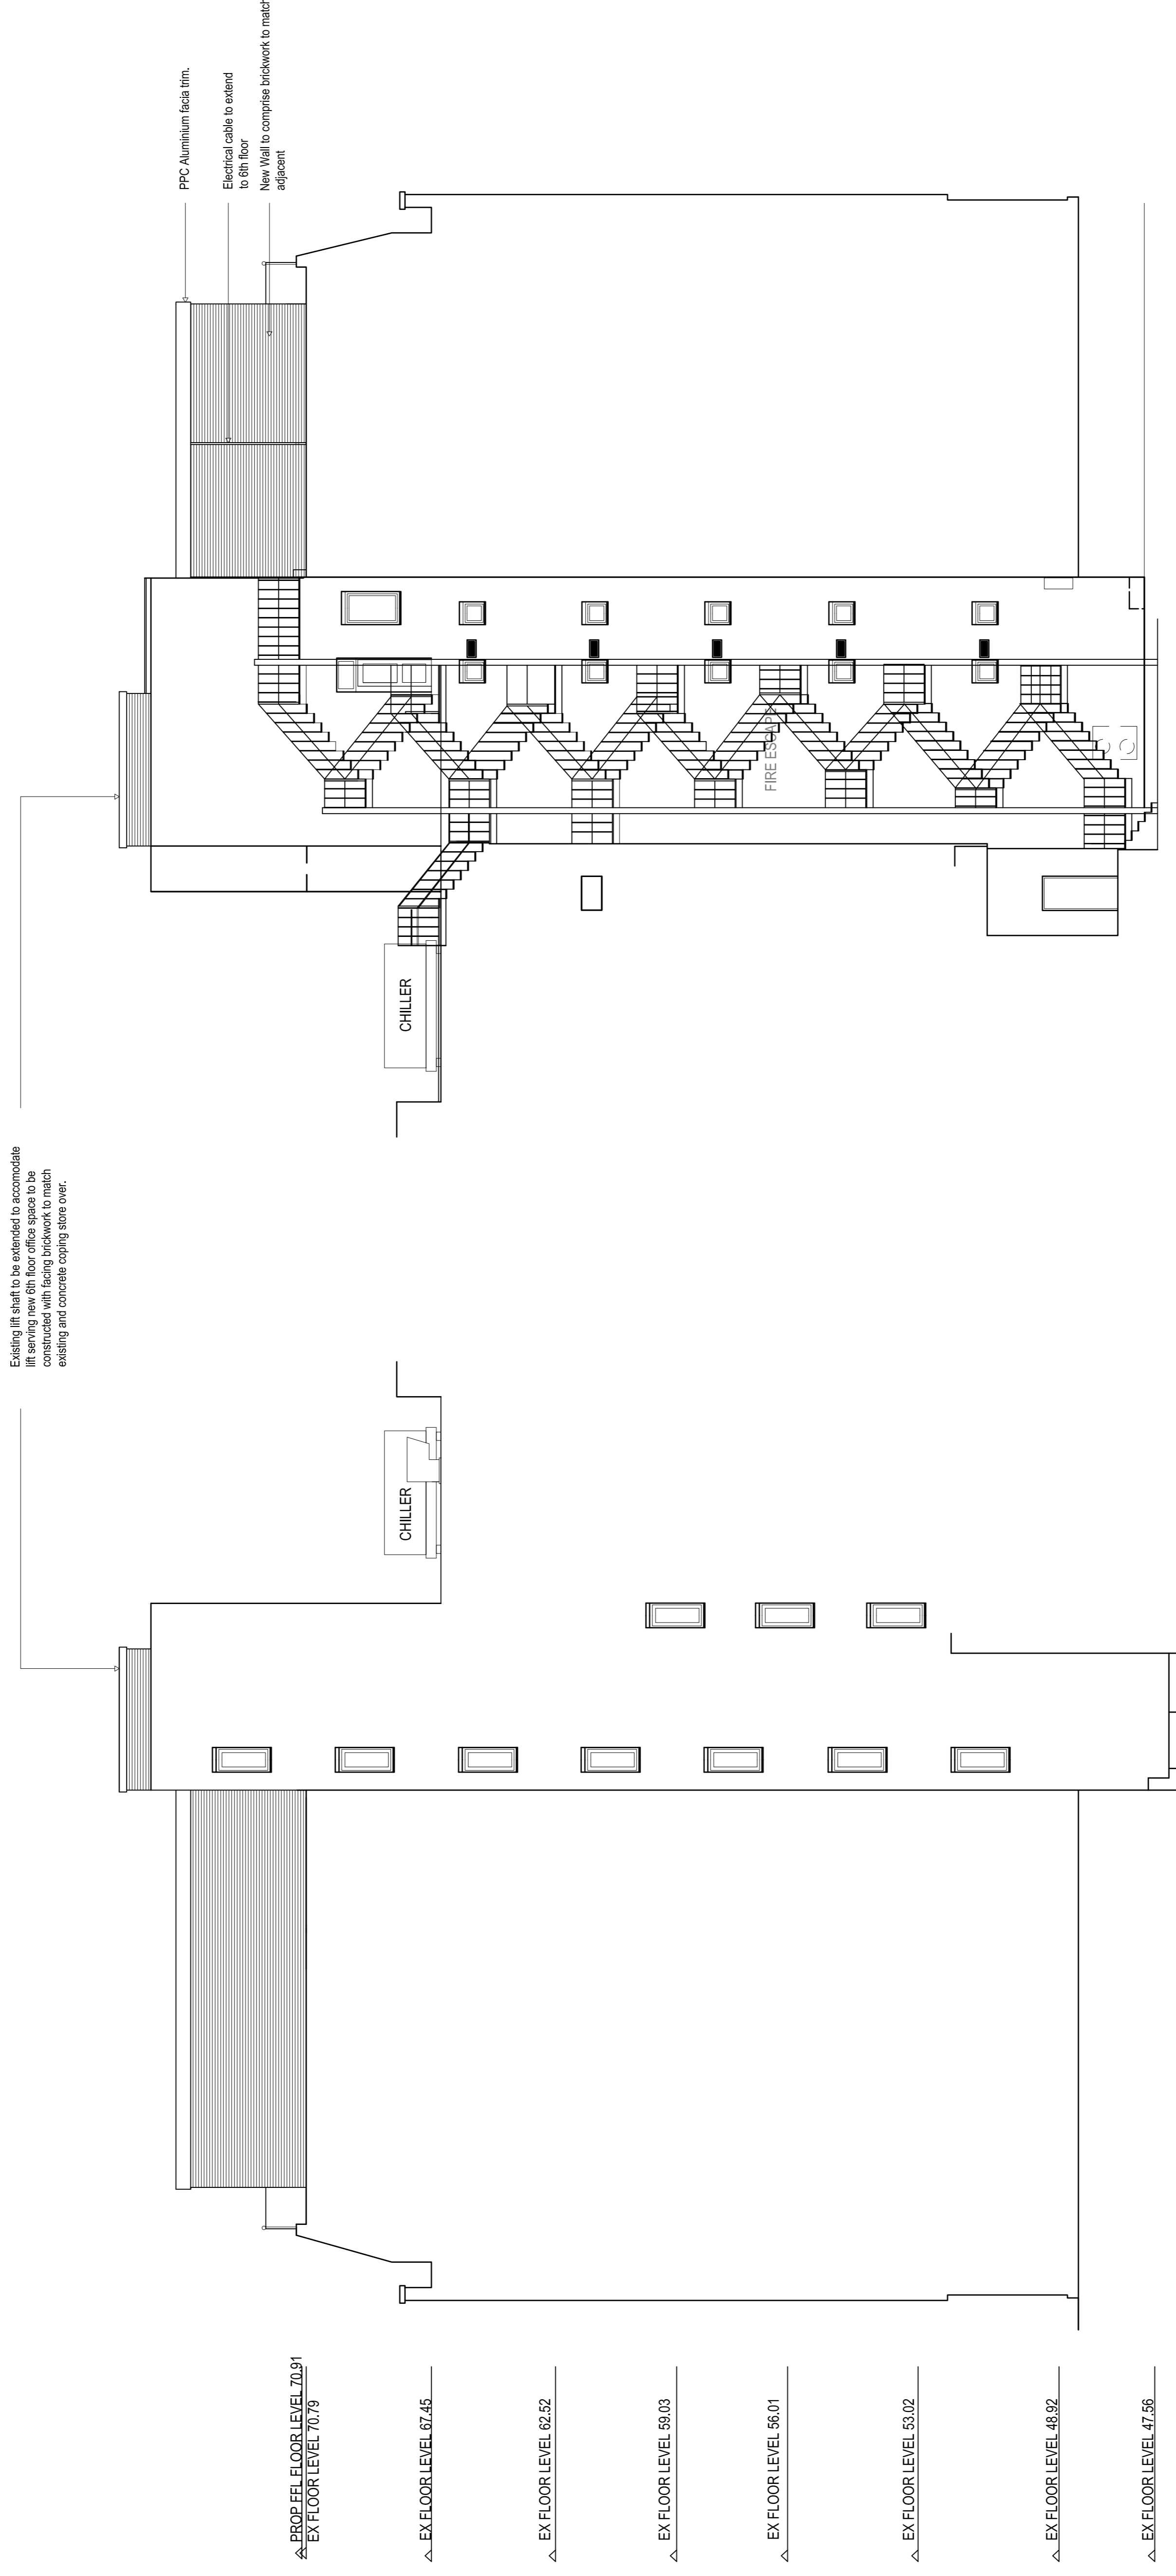 Existing lift shaft to be extended to accomodate
lift serving new 6th floor office space to be
constructed with facing brickwork to match
existing and concrete coping store over.
PPC Aluminium facia trim.
Electrical cable to extend
to 6th floor
New Wall to comprise brickwork to match
adjacent
CHILLER
CHILLER
FIRE ESCAPE
PROP FFL FLOOR LEVEL 70.91
EX FLOOR LEVEL 70.79
EX FLOOR LEVEL 67.45
EX FLOOR LEVEL 62.52
EX FLOOR LEVEL 59.03
EX FLOOR LEVEL 56.01
EX FLOOR LEVEL 53.02
EX FLOOR LEVEL 48.92
EX FLOOR LEVEL 47.56